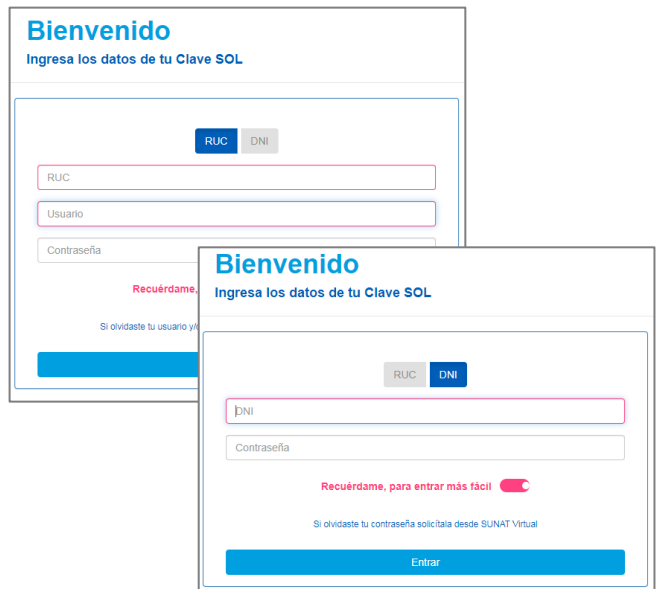 Bienvenido
Ingresa los datos de tu Clave SOL
RUC DNI
RUC
Usuario
Contraseña
Recuérdame,
Si olvidaste tu usuario y/o
Bienvenido
Ingresa los datos de tu Clave SOL
RUC DNI
DNI
Contraseña
Recuérdame, para entrar más fácil
Si olvidaste tu contraseña solicítala desde SUNAT Virtual
Entrar